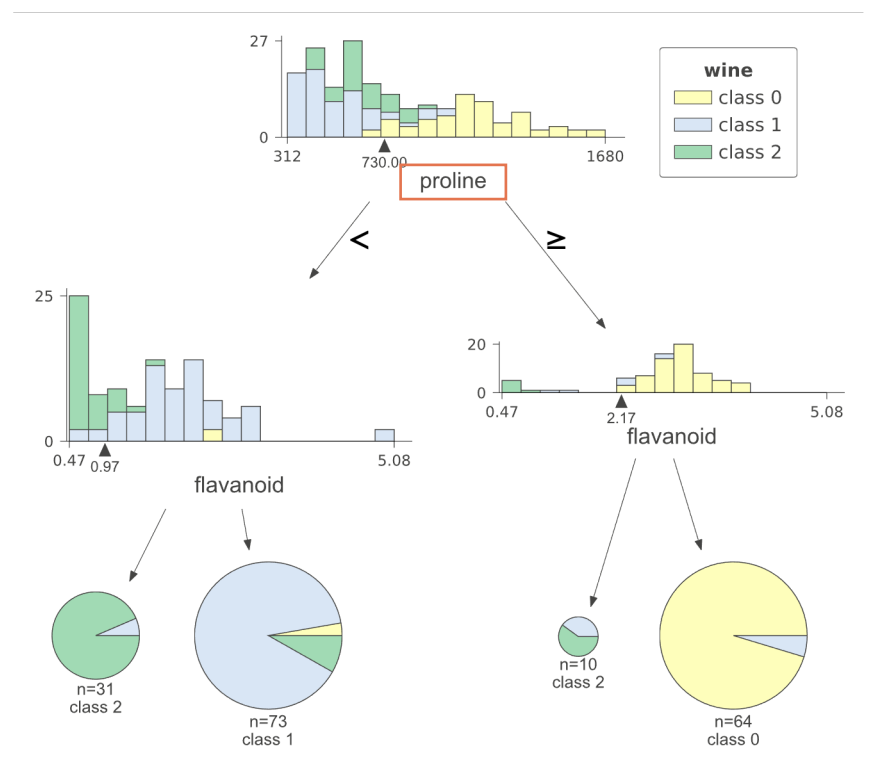 27
0
312
730.00
1680
proline
wine
class 0
class 1
class 2
<
≥
25
0
0.47
0.97
5.08
flavanoid
20
0
0.47
2.17
5.08
flavanoid
n=31
class 2
n=73
class 1
n=10
class 2
n=64
class 0